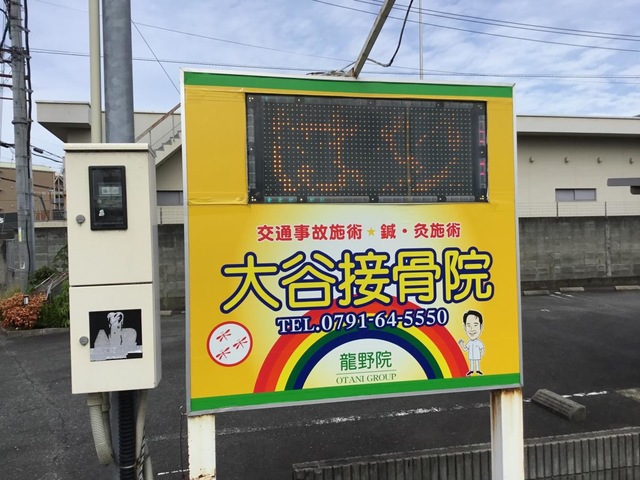 交通事故施術★鍼・灸施術
大谷接骨院
TEL.0791-64-5550
龍野院
OTANI GROUP